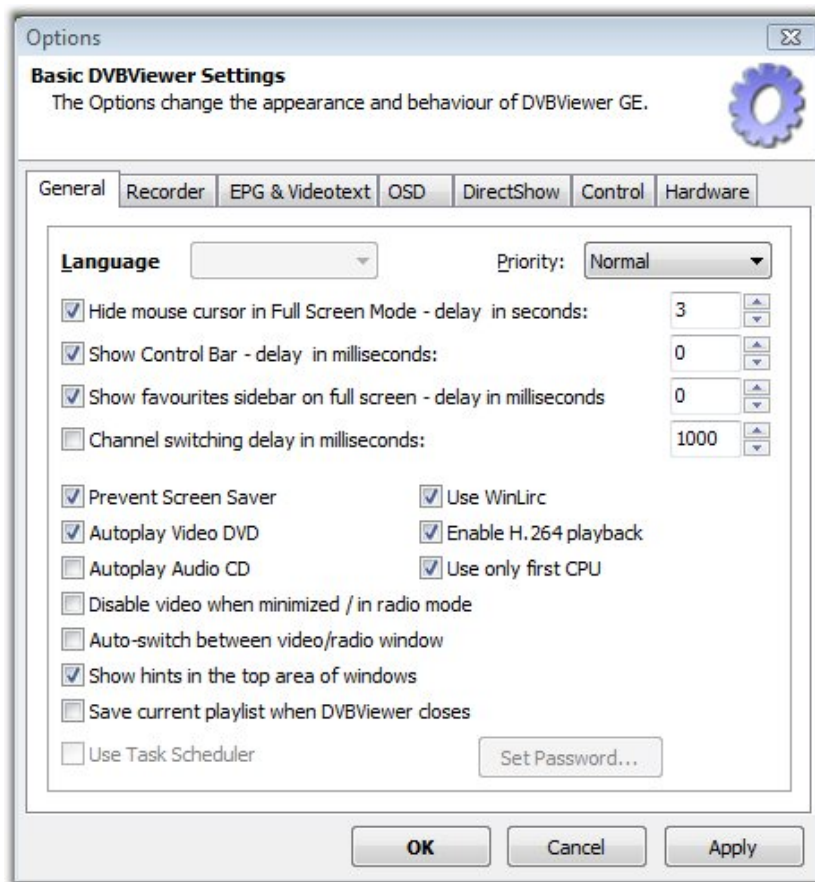 Options
Basic DVBViewer Settings
The Options change the appearance and behaviour of DVBViewer GE.
General Recorder EPG & Videotext OSD DirectShow Control Hardware
Language Priority: Normal
Hide mouse cursor in Full Screen Mode - delay in seconds: 3
Show Control Bar - delay in milliseconds: 0
Show favourites sidebar on full screen - delay in milliseconds 0
Channel switching delay in milliseconds: 1000
Prevent Screen Saver Use WinLirc
Autoplay Video DVD Enable H.264 playback
Autoplay Audio CD Use only first CPU
Disable video when minimized / in radio mode
Auto-switch between video/radio window
Show hints in the top area of windows
Save current playlist when DVBViewer closes
Use Task Scheduler Set Password...
OK Cancel Apply